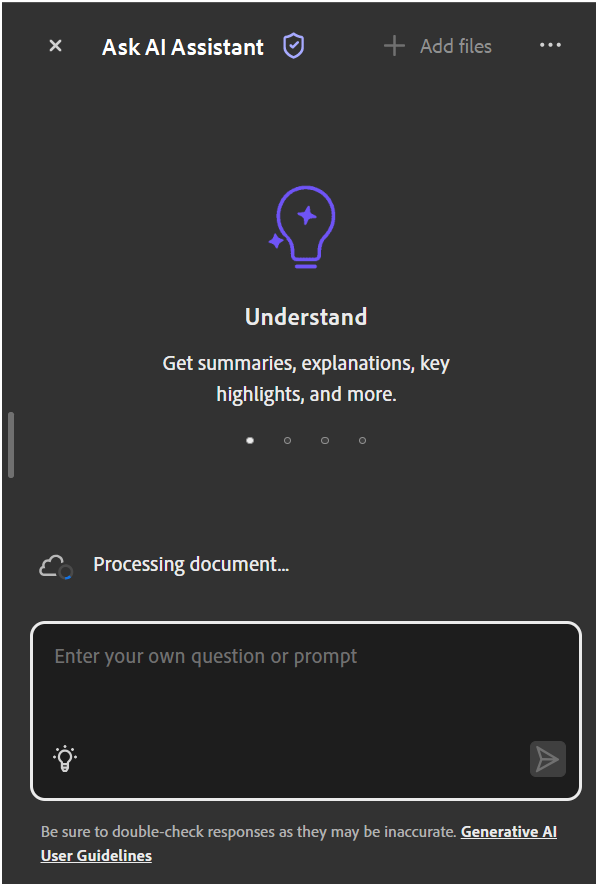 Ask AI Assistant
Add files
Understand
Get summaries, explanations, key
highlights, and more.
Processing document...
Enter your own question or prompt
Be sure to double-check responses as they may be inaccurate. Generative AI
User Guidelines